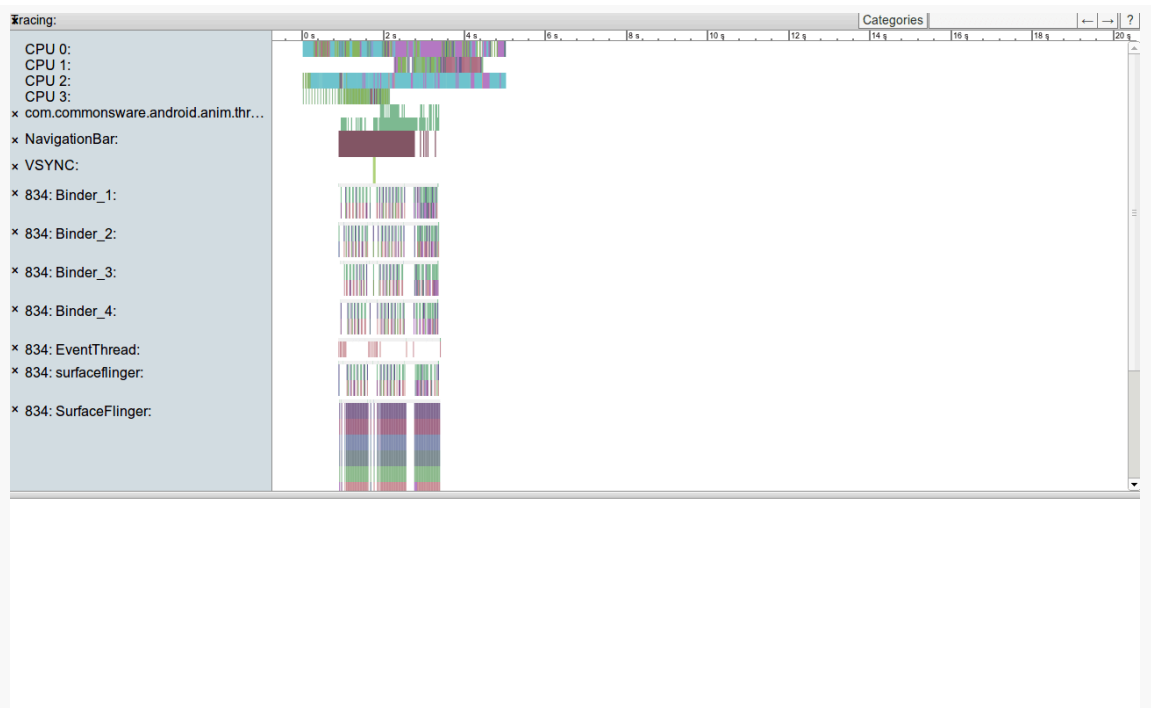 Tracing: Categories ← → ?
0 s 2 s 4 s 6 s 8 s 10 s 12 s 14 s 16 s 18 s 20 s
CPU 0:
CPU 1:
CPU 2:
CPU 3:
× com.commonsware.android.anim.thr...
× NavigationBar:
× VSYNC:
× 834: Binder_1:
× 834: Binder_2:
× 834: Binder_3:
× 834: Binder_4:
× 834: EventThread:
× 834: surfaceflinger:
× 834: SurfaceFlinger: